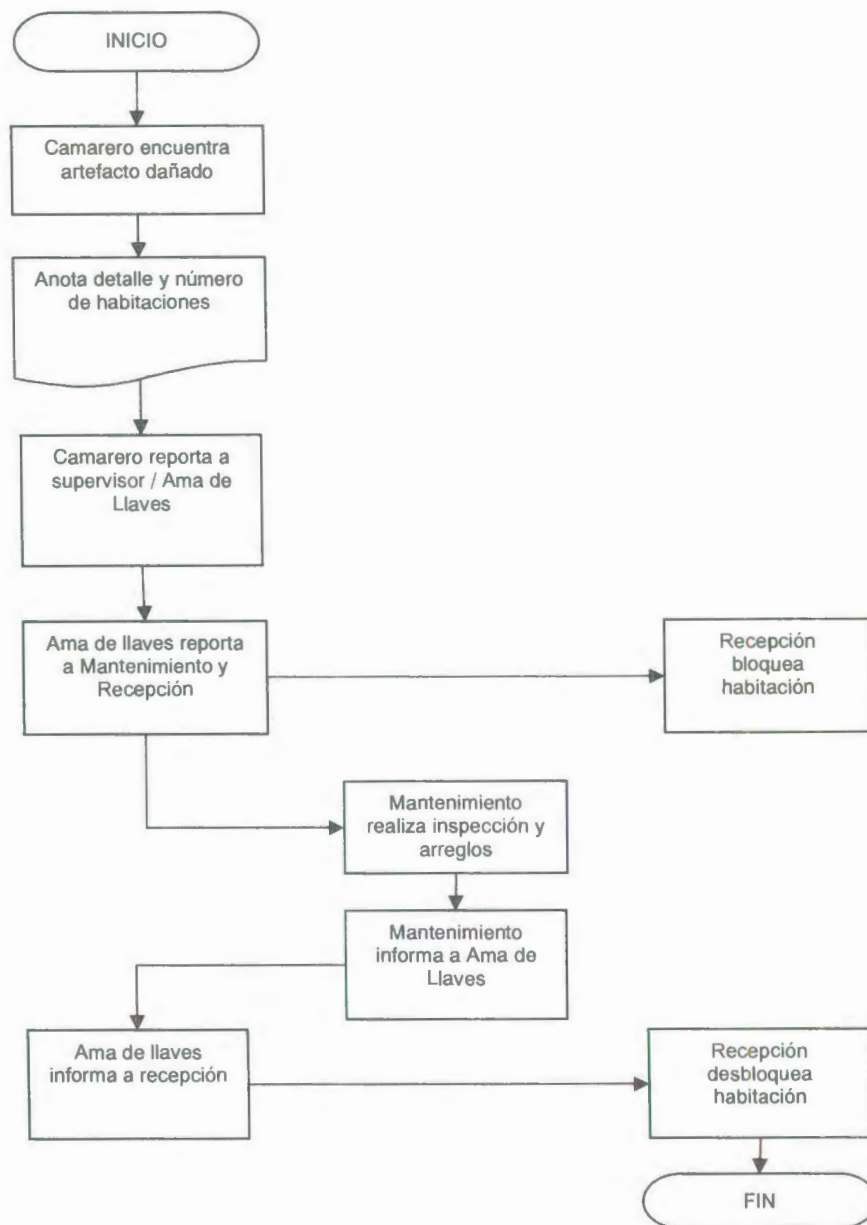 INICIO
Camarero encuentra
artefacto dañado
Anota detalle y número
de habitaciones
Camarero reporta a
supervisor / Ama de
Llaves
Ama de llaves reporta
a Mantenimiento y
Recepción
Recepción
bloquea
habitación
Mantenimiento
realiza inspección y
arreglos
Mantenimiento
informa a Ama de
Llaves
Ama de llaves
informa a recepción
Recepción
desbloquea
habitación
FIN